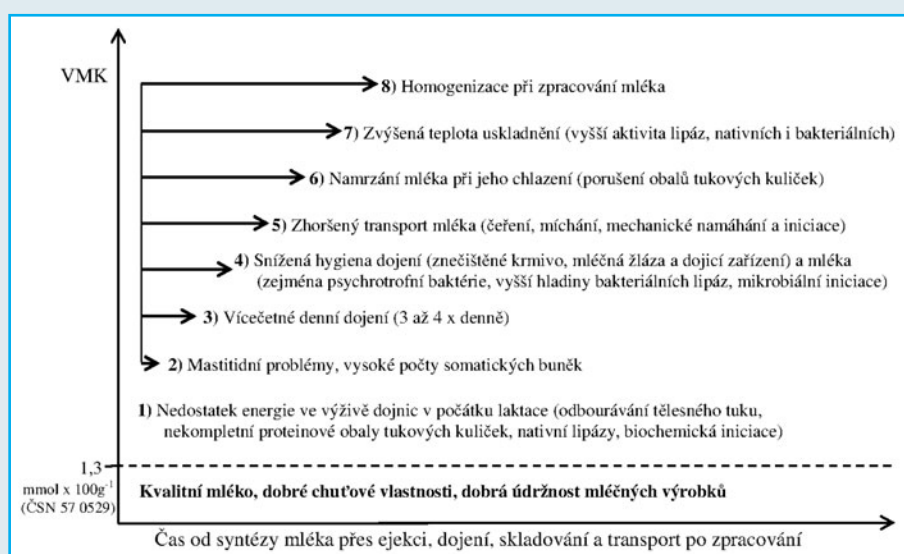 VMK
8) Homogenizace při zpracování mléka
7) Zvýšená teplota uskladnění (vyšší aktivita lipáz, nativních i bakteriálních)
6) Namrzání mléka při jeho chlazení (porušení obalů tukových kuliček)
5) Zhoršený transport mléka (čeření, míchání, mechanické namáhání a iniciace)
4) Snížená hygiena dojení (znečištěné krmivo, mléčná žláza a dojicí zařízení) a mléka
(zejména psychrotrofní baktérie, vyšší hladiny bakteriálních lipáz, mikrobiální iniciace)
3) Vícečetné denní dojení (3 až 4 x denně)
2) Mastitidní problémy, vysoké počty somatických buněk
1) Nedostatek energie ve výživě dojnic v počátku laktace (odbourávání tělesného tuku,
nekompletní proteinové obaly tukových kuliček, nativní lipázy, biochemická iniciace)
1,3
mmol x 100g⁻¹
(ČSN 57 0529)
Kvalitní mléko, dobré chuťové vlastnosti, dobrá údržnost mléčných výrobků
Čas od syntézy mléka přes ejekci, dojení, skladování a transport po zpracování